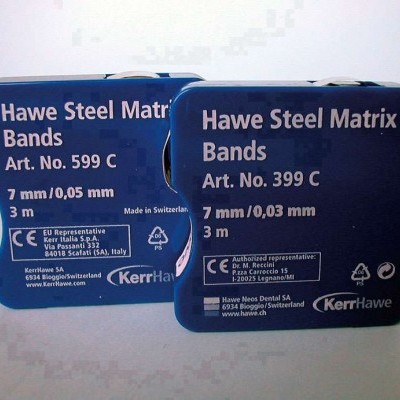 Hawe Steel Matrix
Bands
Art. No. 599 C
7 mm/0,05 mm
3 m
Made in Switzerland
CE
EU Representative
Kerr Italia S.p.A.
Via Passanti 332
84018 Scafati (SA), Italy
PS
KerrHawe SA
6934 Bioggio/Switzerland
www.KerrHawe.com
KerrHawe
Hawe Steel Matrix
Bands
Art. No. 399 C
7 mm/0,03 mm
3 m
CE
Authorized representative:
Dr. M. Reccini
P.zza Carroccio 15
I-20025 Legnano/MI
PS
Hawe Neos Dental SA
6934 Bioggio/Switzerland
www.hawe.ch
KerrHawe